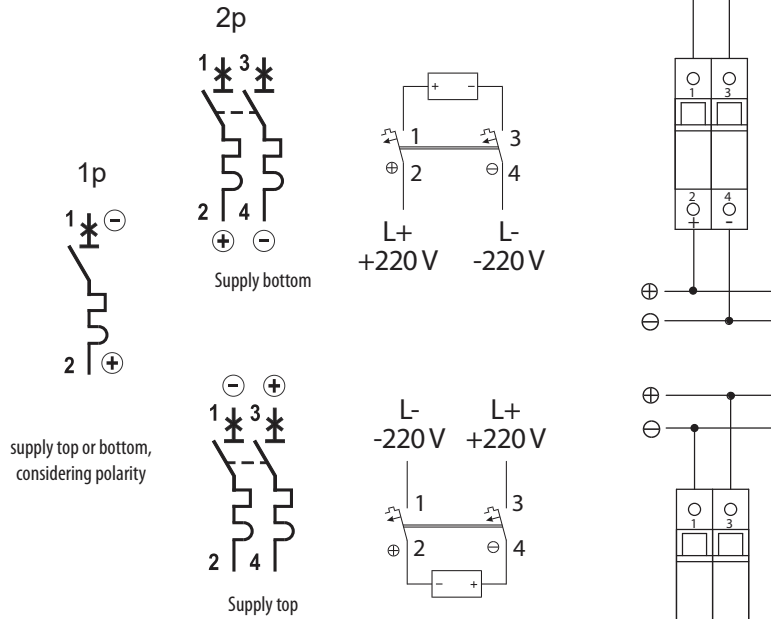 2p
1 3
2 4
⊕ ⊖
Supply bottom
1p
1 ⊖
2 ⊕
supply top or bottom,
considering polarity
⊖ ⊕
1 3
2 4
Supply top
+ -
1 3
⊕ 2 ⊖ 4
L+ L-
+220 V -220 V
L- L+
-220 V +220 V
1 3
⊕ 2 ⊖ 4
- +
1 3
2 4
+ -
⊕
⊖
⊕
⊖
1 3